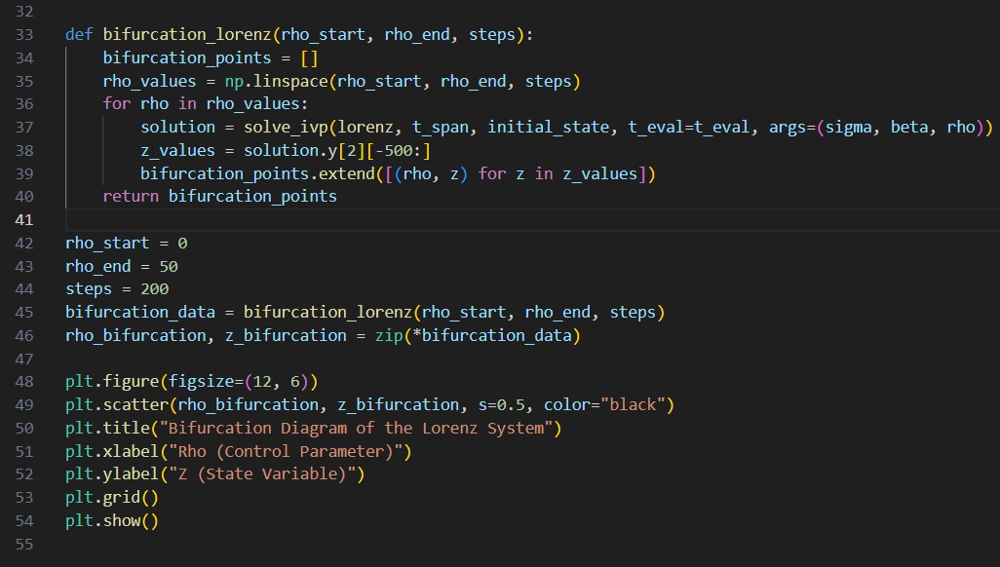 32
33 def bifurcation_lorenz(rho_start, rho_end, steps):
34     bifurcation_points = []
35     rho_values = np.linspace(rho_start, rho_end, steps)
36     for rho in rho_values:
37         solution = solve_ivp(lorenz, t_span, initial_state, t_eval=t_eval, args=(sigma, beta, rho))
38         z_values = solution.y[2][-500:]
39         bifurcation_points.extend([(rho, z) for z in z_values])
40     return bifurcation_points
41
42 rho_start = 0
43 rho_end = 50
44 steps = 200
45 bifurcation_data = bifurcation_lorenz(rho_start, rho_end, steps)
46 rho_bifurcation, z_bifurcation = zip(*bifurcation_data)
47
48 plt.figure(figsize=(12, 6))
49 plt.scatter(rho_bifurcation, z_bifurcation, s=0.5, color="black")
50 plt.title("Bifurcation Diagram of the Lorenz System")
51 plt.xlabel("Rho (Control Parameter)")
52 plt.ylabel("Z (State Variable)")
53 plt.grid()
54 plt.show()
55